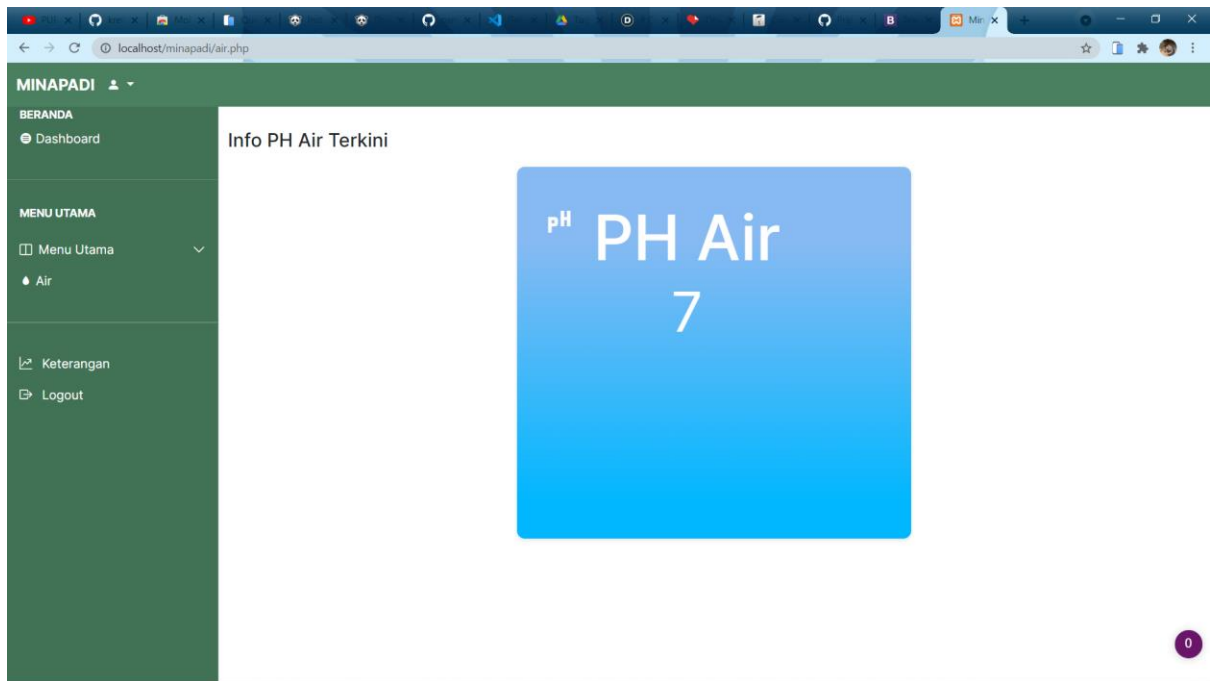 localhost/minapadi/air.php
MINAPADI
BERANDA
Dashboard
MENU UTAMA
Menu Utama
Air
Keterangan
Logout
Info PH Air Terkini
pH PH Air
7
0